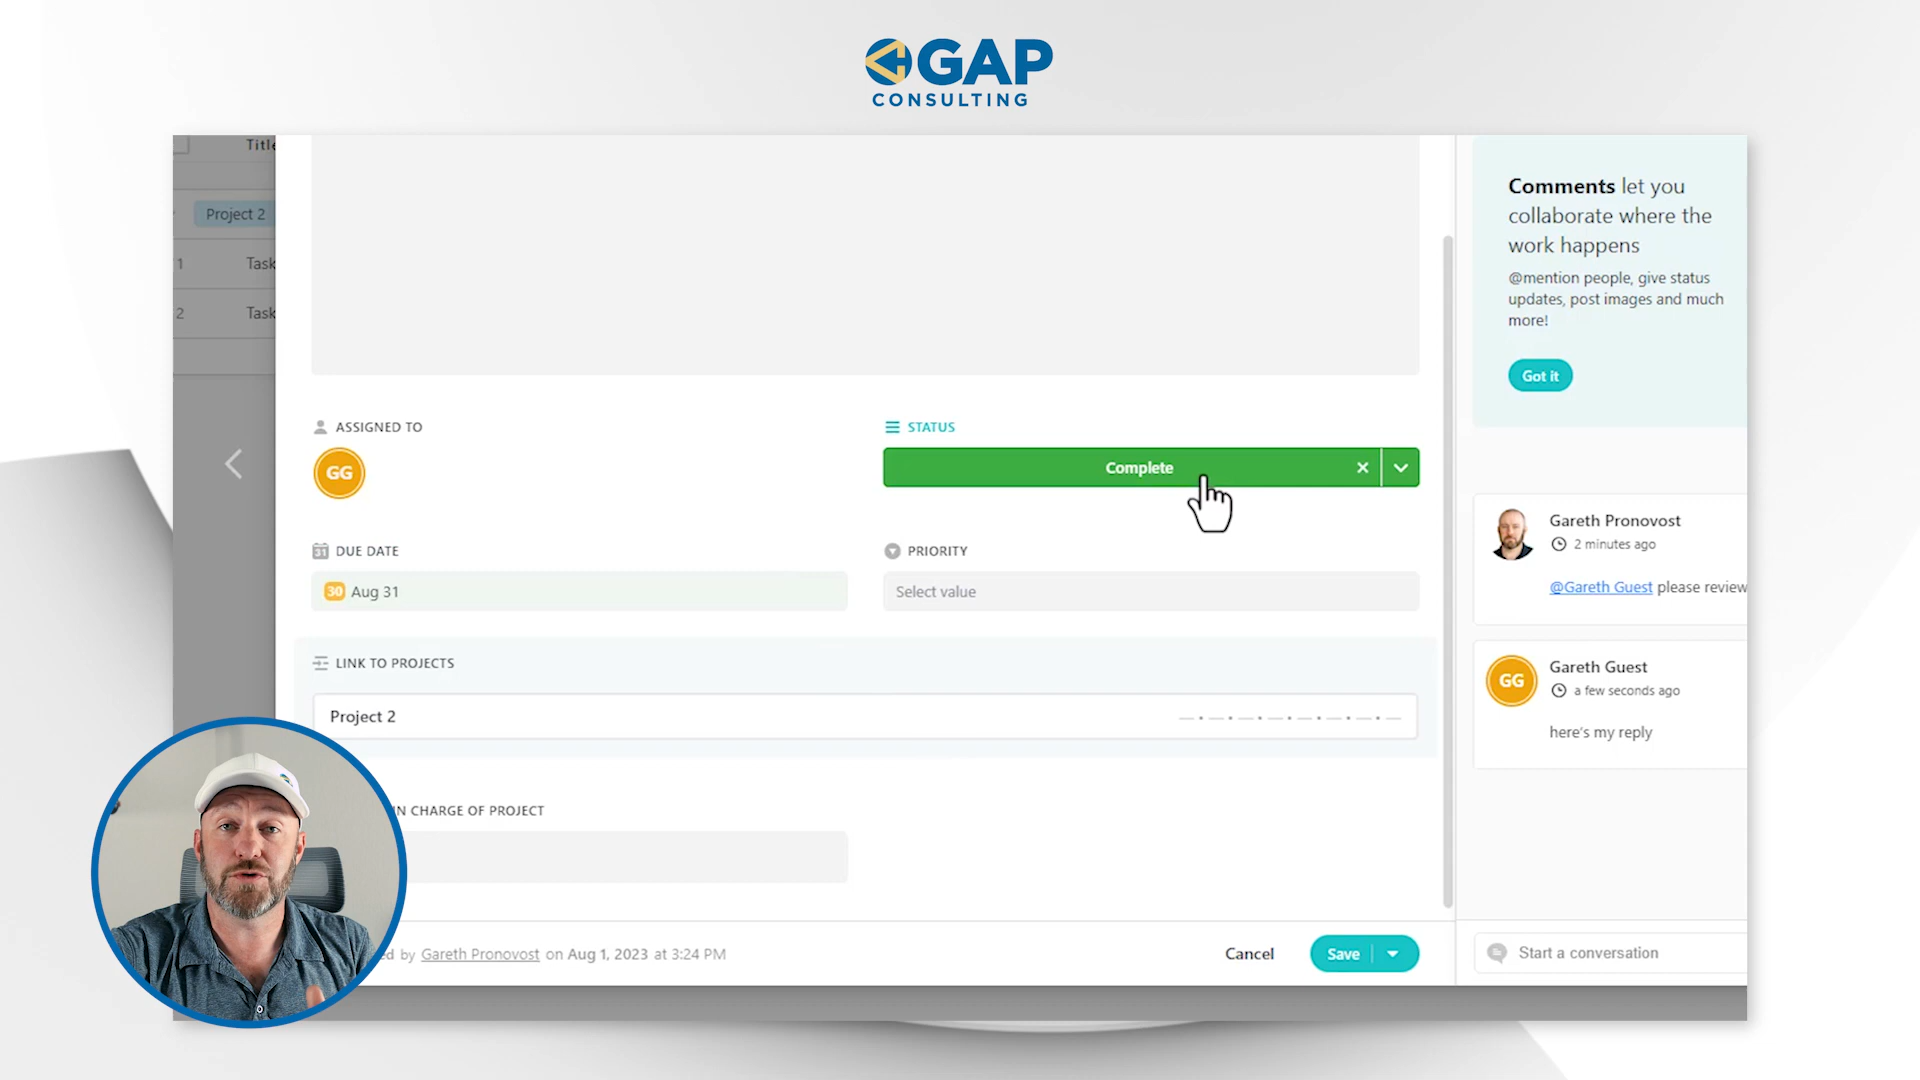 GAP
CONSULTING
Title
Project 2
1 Task
2 Task
ASSIGNED TO
GG
STATUS
Complete
DUE DATE
31
30 Aug 31
PRIORITY
Select value
LINK TO PROJECTS
Project 2
IN CHARGE OF PROJECT
ed by Gareth Pronovost on Aug 1, 2023 at 3:24 PM
Cancel
Save
Comments let you
collaborate where the
work happens
@mention people, give status
updates, post images and much
more!
Got it
Gareth Pronovost
2 minutes ago
@Gareth Guest please review
GG
Gareth Guest
a few seconds ago
here's my reply
Start a conversation